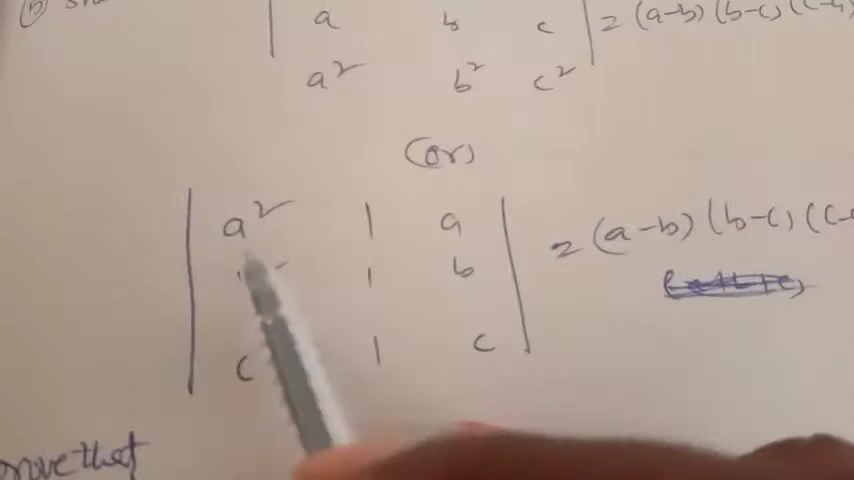 a b c = (a-b) (b-c) (c-a)
a² b² c²
(or)
a² 1 a = (a-b) (b-c) (c-
1 b
c 1 c
prove that